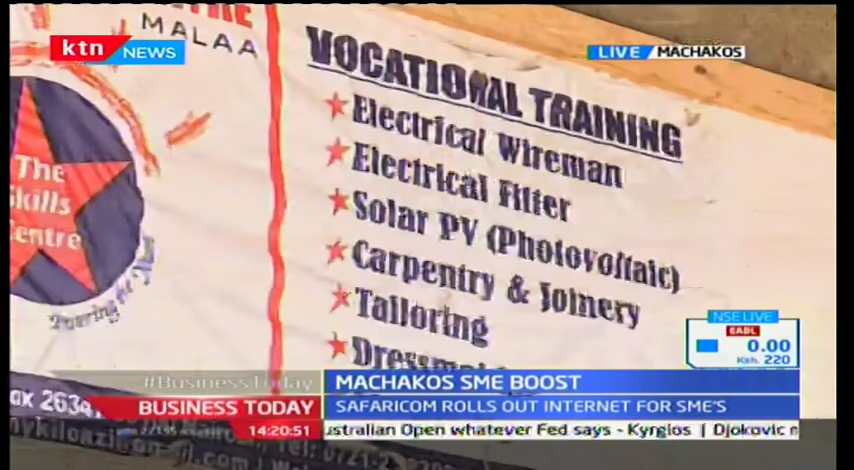 ktn NEWS
MALAA
LIVE MACHAKOS
VOCATIONAL TRAINING
Electrical Wireman
Electrical Fitter
Solar PV (Photovoltaic)
Carpentry & Joinery
Tailoring
The
Skills
Centre
NSE LIVE
EABL
0.00
Ksh. 220
#BusinessToday
MACHAKOS SME BOOST
BUSINESS TODAY
SAFARICOM ROLLS OUT INTERNET FOR SME'S
14:20:51
ustralian Open whatever Fed says - Kyrgios | Djokovic